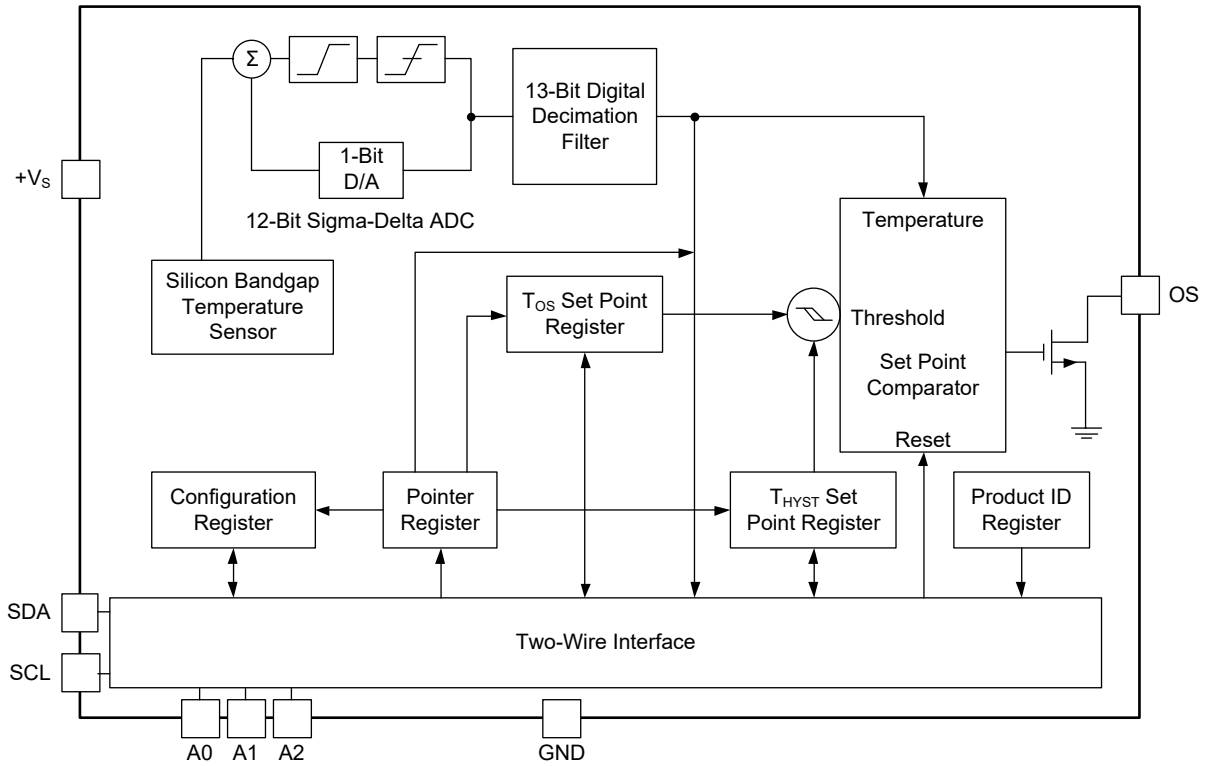 Σ
13-Bit Digital
Decimation
Filter
1-Bit
D/A
+VS
12-Bit Sigma-Delta ADC
Temperature
Silicon Bandgap
Temperature
Sensor
TOS Set Point
Register
OS
Threshold
Set Point
Comparator
Reset
Configuration
Register
Pointer
Register
THYST Set
Point Register
Product ID
Register
SDA
Two-Wire Interface
SCL
A0
A1
A2
GND